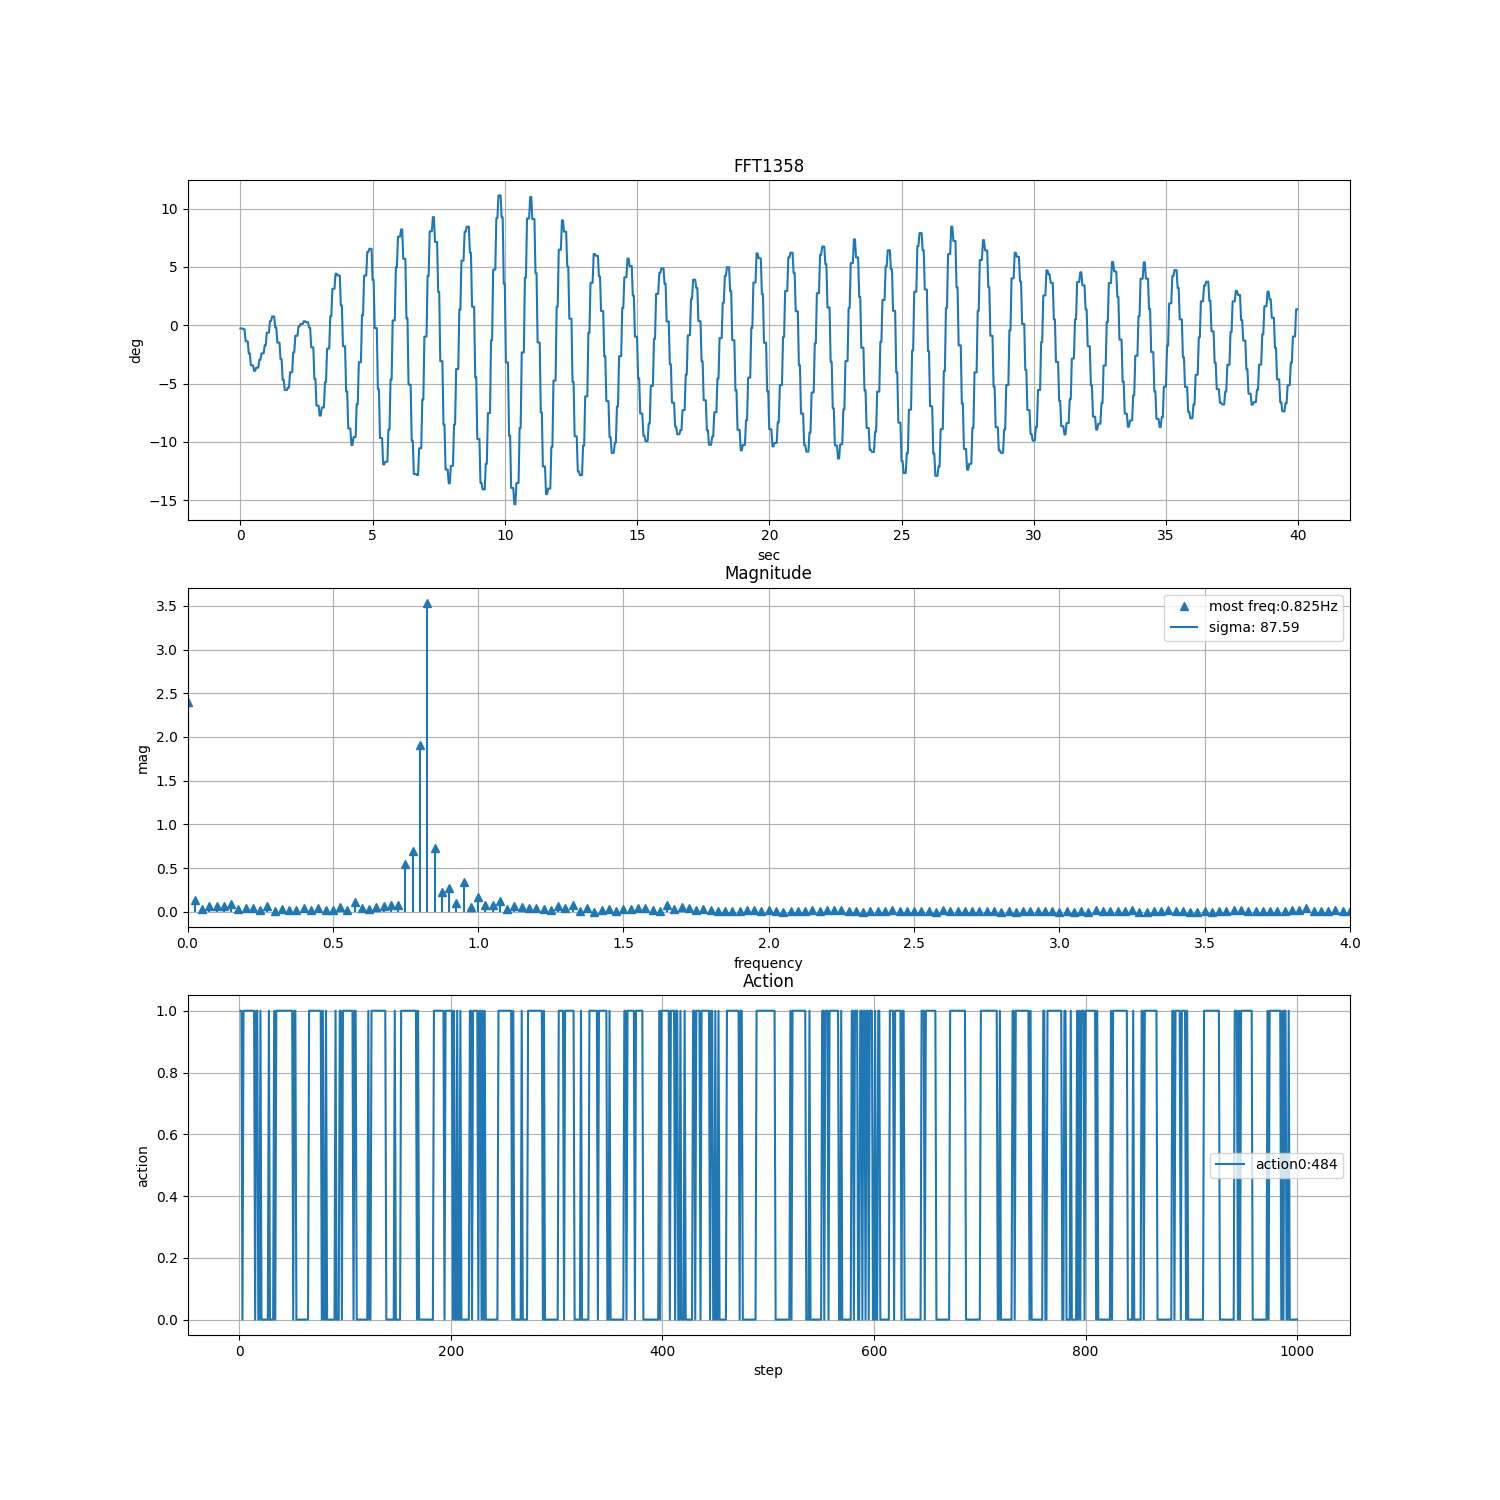 FFT1358
10
5
0
−5
−10
−15
deg
0 5 10 15 20 25 30 35 40
sec
Magnitude
3.5
3.0
2.5
2.0
1.5
1.0
0.5
0.0
mag
most freq:0.825Hz
sigma: 87.59
0.0 0.5 1.0 1.5 2.0 2.5 3.0 3.5 4.0
frequency
Action
1.0
0.8
0.6
0.4
0.2
0.0
action
action0:484
0 200 400 600 800 1000
step